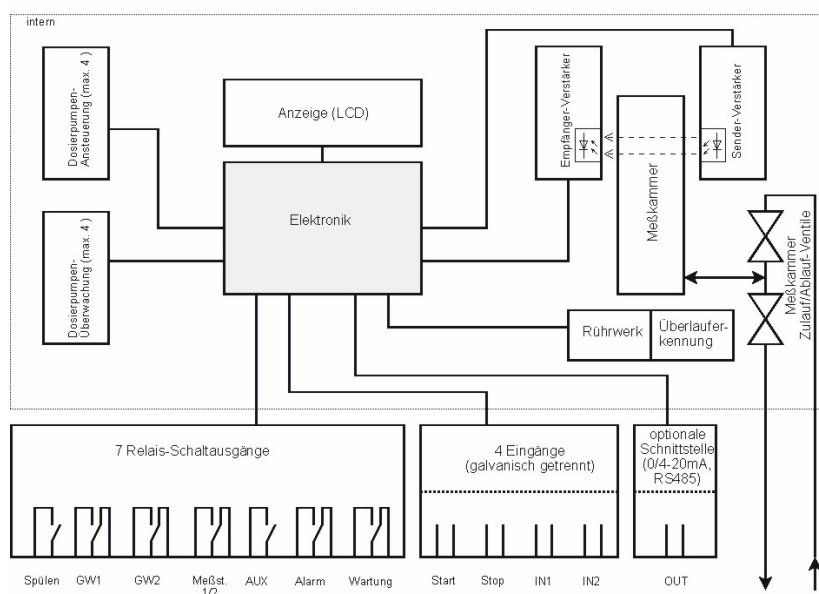 intern
Dosierpumpen-
Ansteuerung (max. 4 )
Anzeige (LCD)
Empfänger-Verstärker
Meßkammer
Sender-Verstärker
Elektronik
Dosierpumpen-
Überwachung (max. 4 )
Meßkammer
Zulauf/Ablauf-Ventile
Rührwerk
Überlaufer-
kennung
7 Relais-Schaltausgänge
4 Eingänge
(galvanisch getrennt)
optionale
Schnittstelle
(0/4-20mA,
RS485)
Spülen
GW1
GW2
Meßst.
1/2
AUX
Alarm
Wartung
Start
Stop
IN1
IN2
OUT